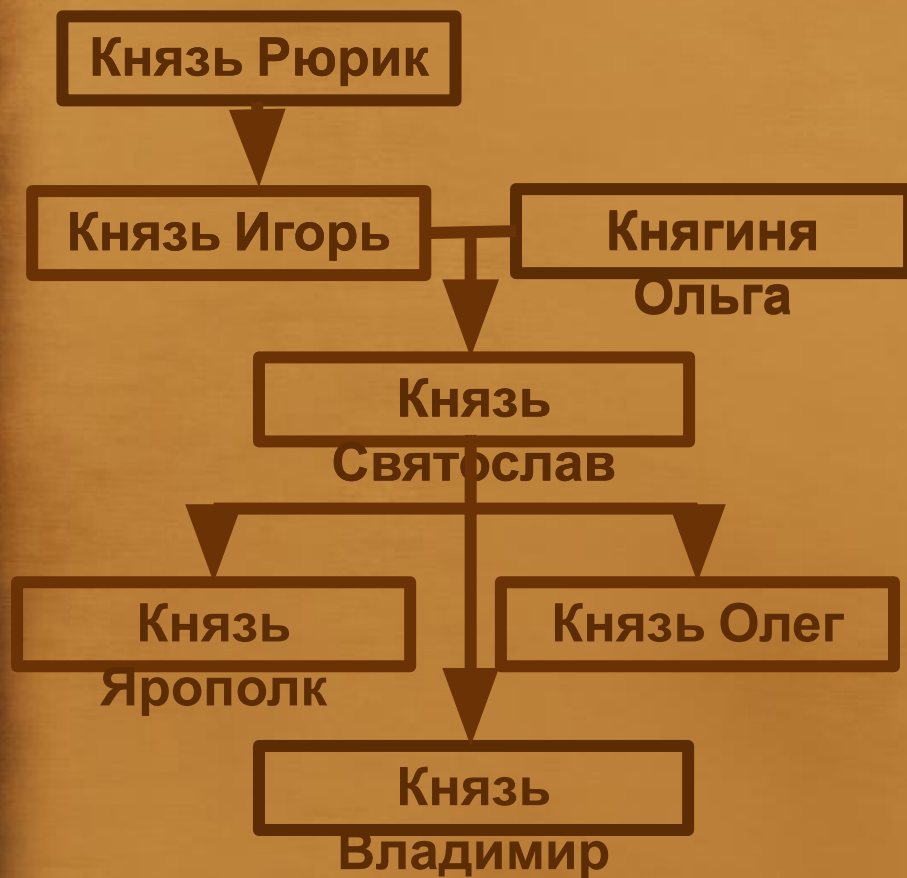 Князь Рюрик
Князь Игорь
Княгиня
Ольга
Князь
Святослав
Князь
Ярополк
Князь Олег
Князь
Владимир